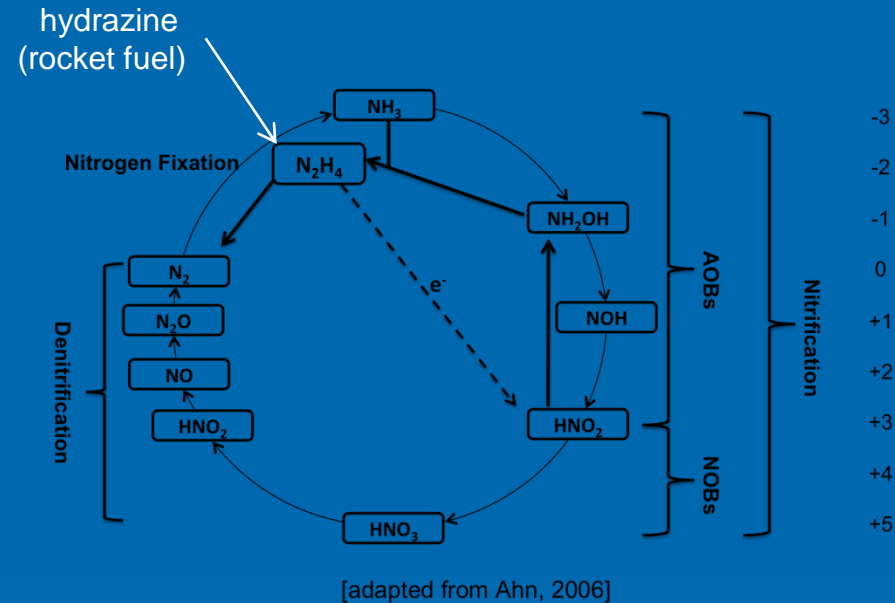 hydrazine
(rocket fuel)
NH₃
-3
Nitrogen Fixation
N₂H₄
-2
NH₂OH
-1
AOBs
N₂
e⁻
0
Nitrification
N₂O
NOH
+1
Denitrification
NO
+2
HNO₂
HNO₂
+3
NOBs
+4
HNO₃
+5
[adapted from Ahn, 2006]